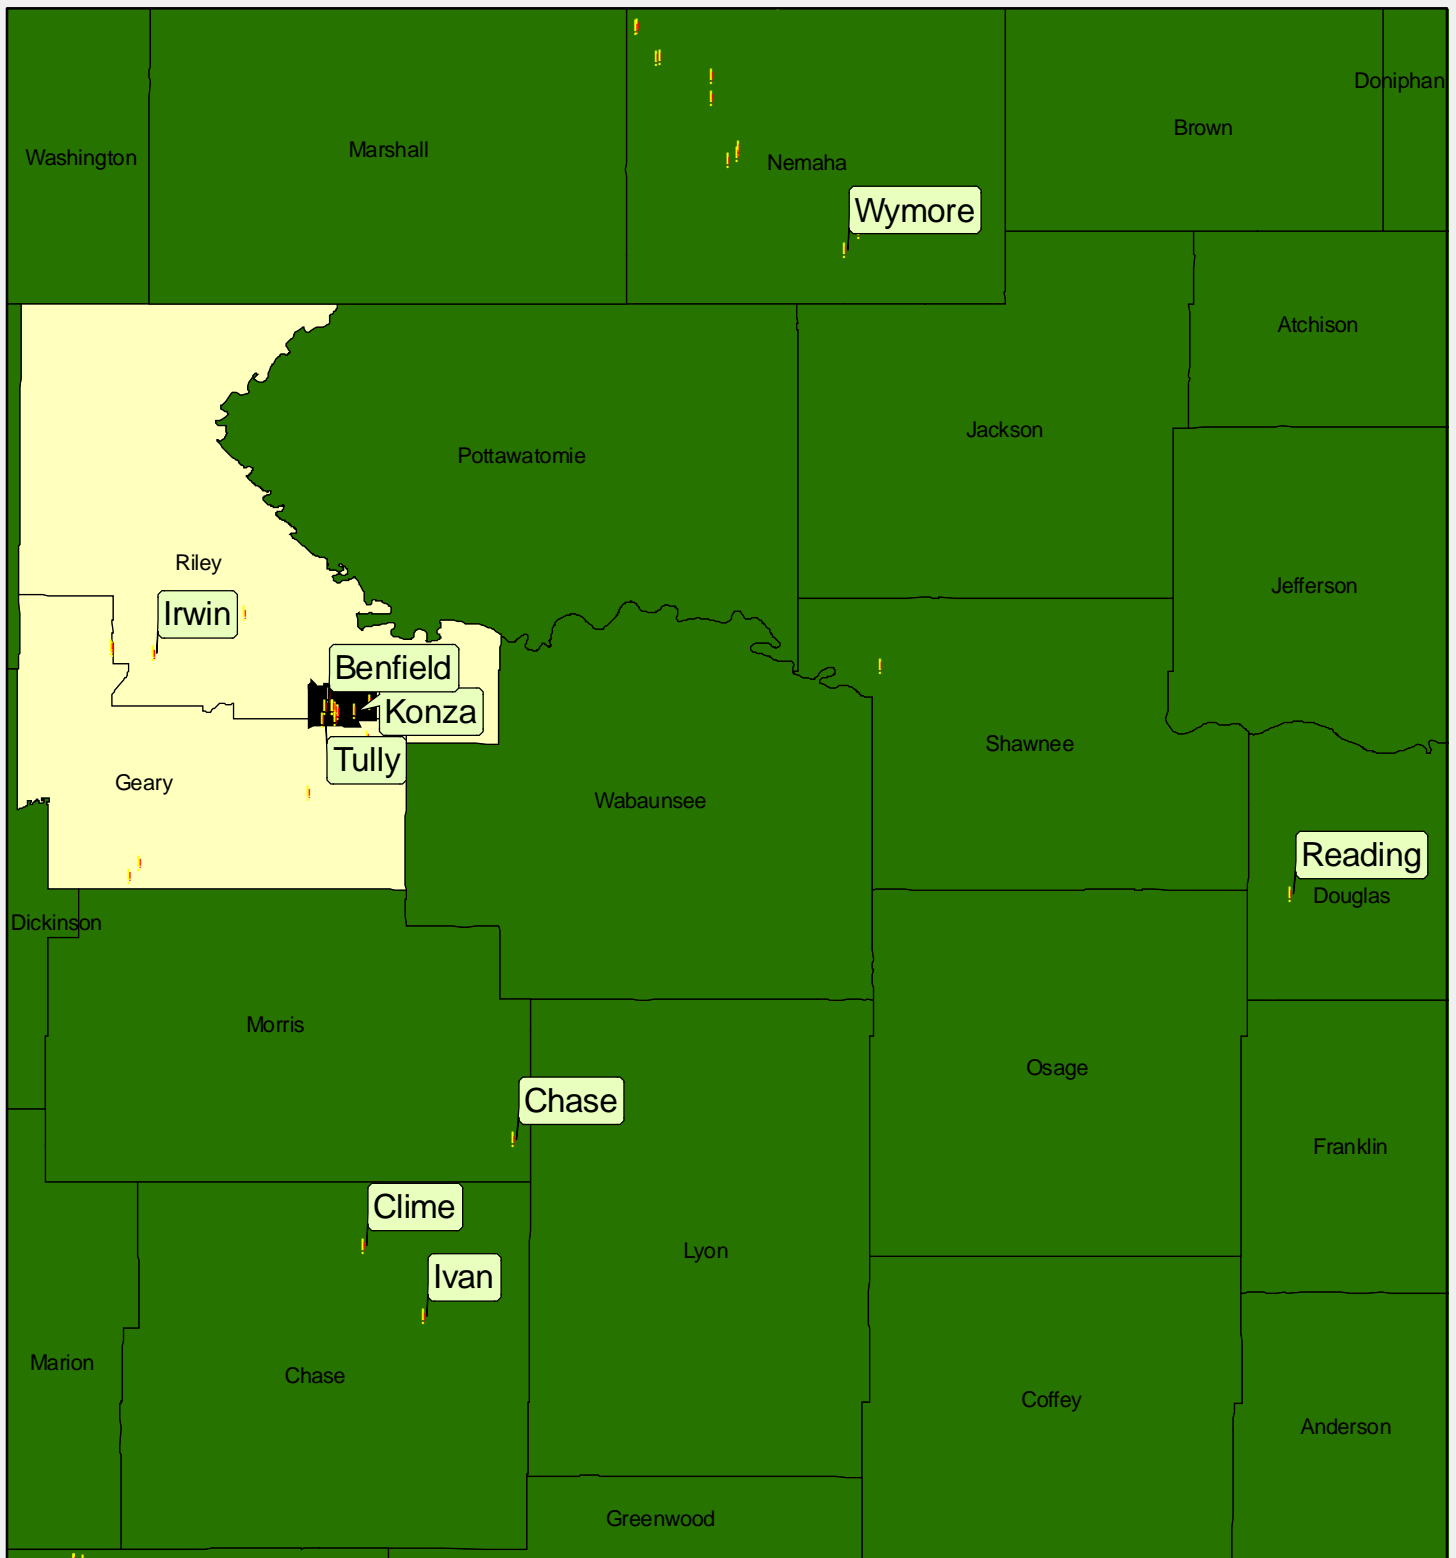 Doniphan
Brown
Washington
Marshall
Nemaha
Wymore
Atchison
Jackson
Pottawatomie
Riley
Jefferson
Irwin
Benfield
Konza
Shawnee
Tully
Geary
Wabaunsee
Reading
Douglas
Dickinson
Morris
Osage
Chase
Franklin
Clime
Lyon
Ivan
Marion
Chase
Coffey
Anderson
Greenwood